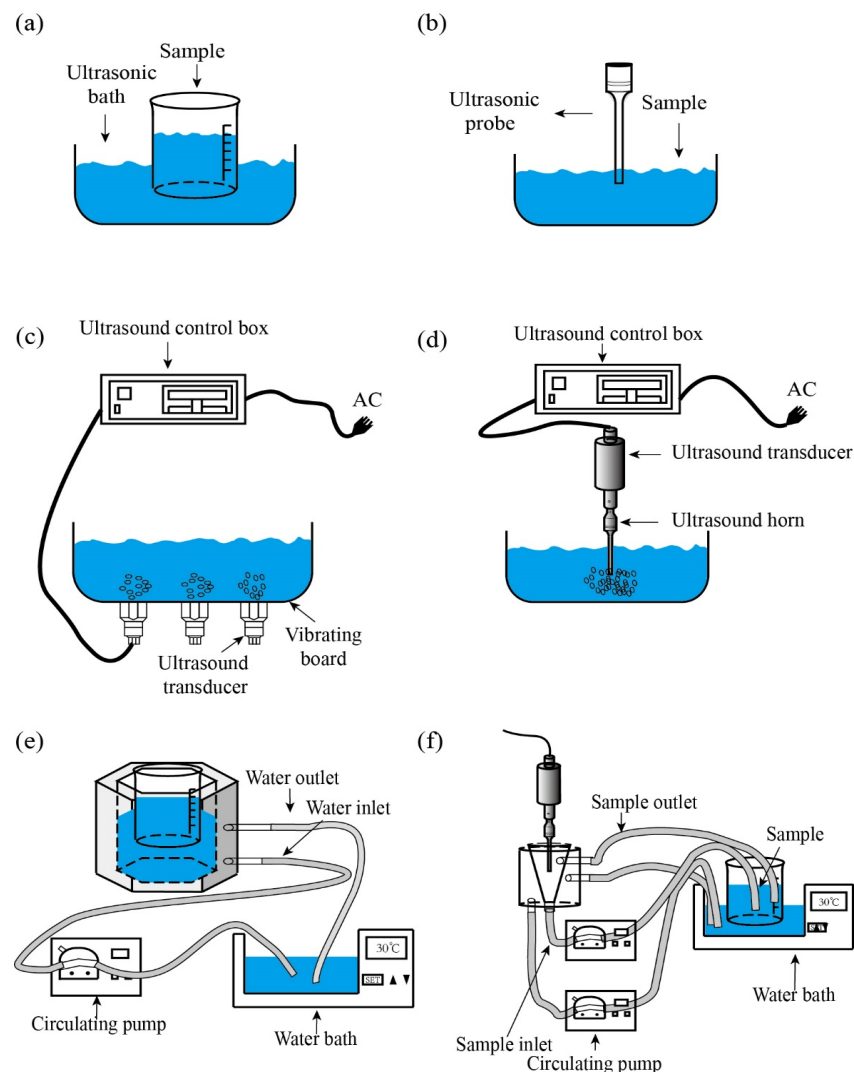 (a)
Sample
Ultrasonic
bath
(b)
Ultrasonic
probe
Sample
(c)
Ultrasound control box
AC
Ultrasound
transducer
Vibrating
board
(d)
Ultrasound control box
AC
Ultrasound transducer
Ultrasound horn
(e)
Water outlet
Water inlet
30℃
SET
Circulating pump
Water bath
(f)
Sample outlet
Sample
30℃
Water bath
Sample inlet
Circulating pump